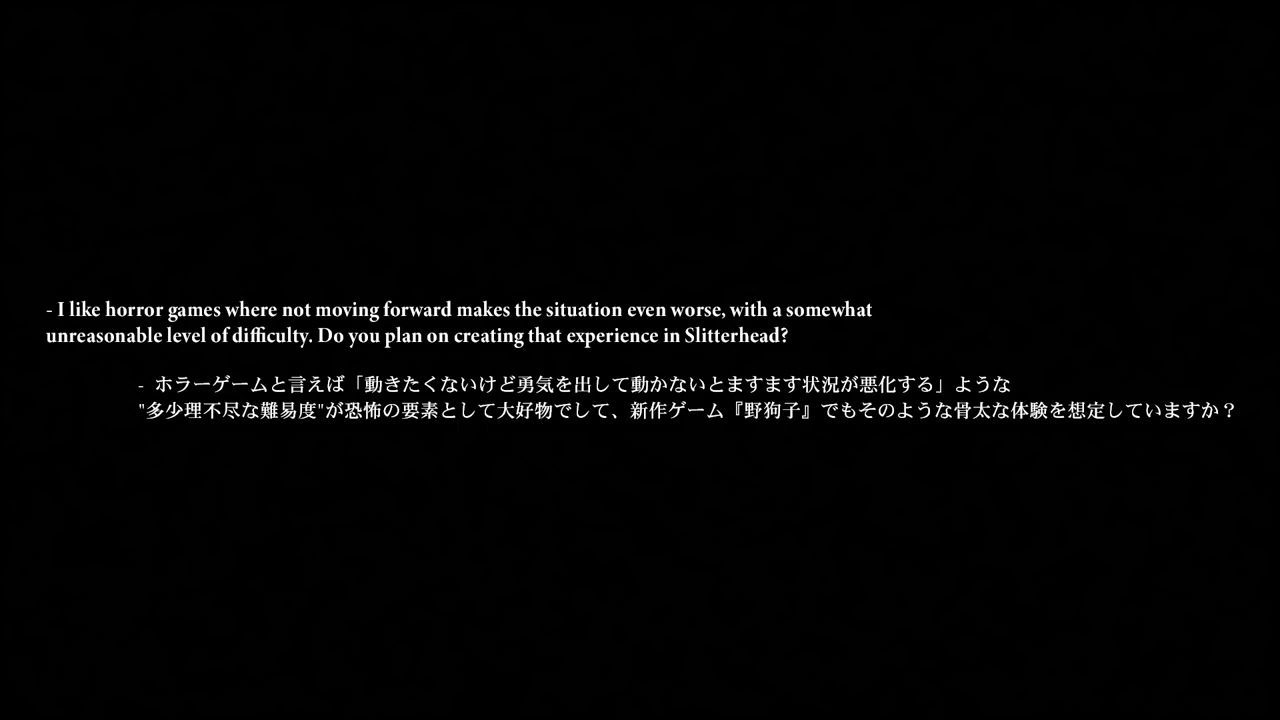 - I like horror games where not moving forward makes the situation even worse, with a somewhat
unreasonable level of difficulty. Do you plan on creating that experience in Slitterhead?
- ホラーゲームと言えば「動きたくないけど勇気を出して動かないとますます状況が悪化する」ような
"多少理不尽な難易度"が恐怖の要素として大好物でして、新作ゲーム『野狗子』でもそのような骨太な体験を想定していますか？